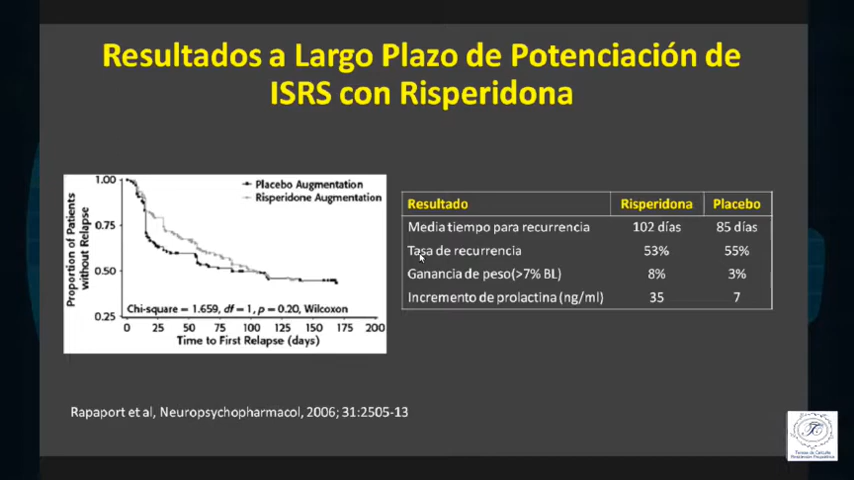 Resultados a Largo Plazo de Potenciación de
ISRS con Risperidona
1.00
0.75
0.50
0.25
Proportion of Patients
without Relapse
Placebo Augmentation
Risperidone Augmentation
Chi-square = 1.659, df = 1, p = 0.20, Wilcoxon
0 25 50 75 100 125 150 175 200
Time to First Relapse (days)
Resultado Risperidona Placebo
Media tiempo para recurrencia 102 días 85 días
Tasa de recurrencia 53% 55%
Ganancia de peso(>7% BL) 8% 3%
Incremento de prolactina (ng/ml) 35 7
Rapaport et al, Neuropsychopharmacol, 2006; 31:2505-13